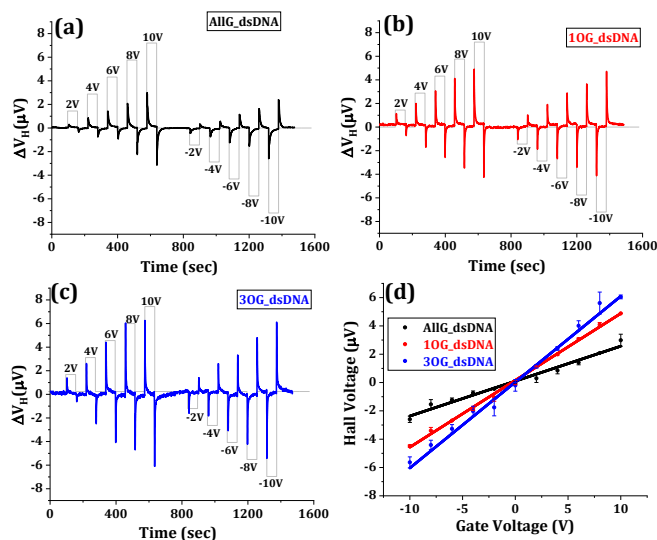 (a)
AllG_dsDNA
10V
8V
6V
4V
2V
-2V
-4V
-6V
-8V
-10V
8
6
4
2
0
-2
-4
-6
-8
0 400 800 1200 1600
ΔV_H(μV)
Time (sec)
(b)
1OG_dsDNA
10V
8V
6V
4V
2V
-2V
-4V
-6V
-8V
-10V
8
6
4
2
0
-2
-4
-6
-8
0 400 800 1200 1600
ΔV_H(μV)
Time (sec)
(c)
3OG_dsDNA
10V
8V
6V
4V
2V
-2V
-4V
-6V
-8V
-10V
8
6
4
2
0
-2
-4
-6
-8
0 400 800 1200 1600
ΔV_H(μV)
Time (sec)
(d)
AllG_dsDNA
1OG_dsDNA
3OG_dsDNA
6
4
2
0
-2
-4
-6
-8
-10 -5 0 5 10
Hall Voltage (μV)
Gate Voltage (V)